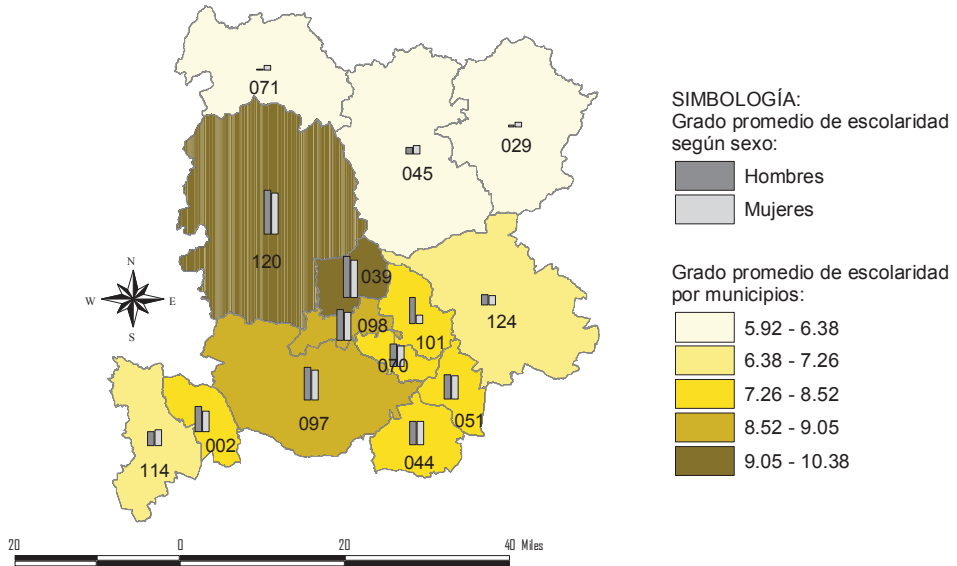 071
045
029
120
039
098
101
124
070
097
051
044
002
114
N
W E
S
SIMBOLOGÍA:
Grado promedio de escolaridad
según sexo:
Hombres
Mujeres
Grado promedio de escolaridad
por municipios:
5.92 - 6.38
6.38 - 7.26
7.26 - 8.52
8.52 - 9.05
9.05 - 10.38
20 0 20 40 Miles